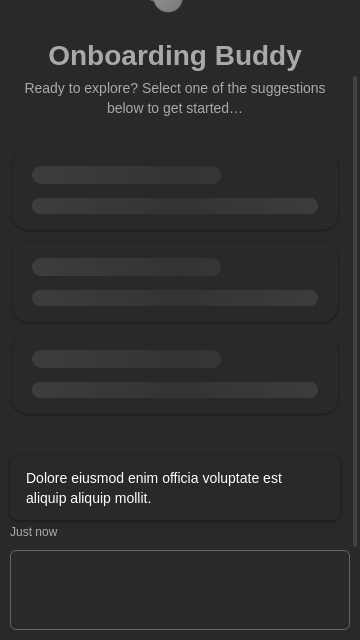 Onboarding Buddy
Ready to explore? Select one of the suggestions
below to get started…
Dolore eiusmod enim officia voluptate est
aliquip aliquip mollit.
Just now